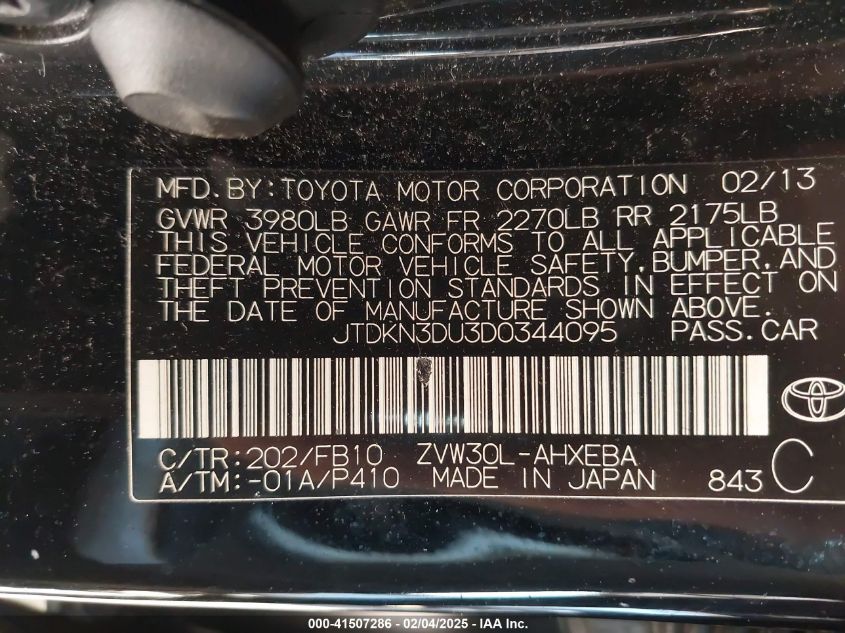 MFD.BY:TOYOTA MOTOR CORPORATION 02/13
GVWR 3980LB GAWR FR 2270LB RR 2175LB
THIS VEHICLE CONFORMS TO ALL APPLICABLE
FEDERAL MOTOR VEHICLE SAFETY,BUMPER,AND
THEFT PREVENTION STANDARDS IN EFFECT ON
THE DATE OF MANUFACTURE SHOWN ABOVE.
JTDKN3DU3D0344095 PASS.CAR
C/TR:202/FB10 ZVW30L-AHXEBA
A/TM:-01A/P410 MADE IN JAPAN 843 C
000-41507286 - 02/04/2025 - IAA Inc.